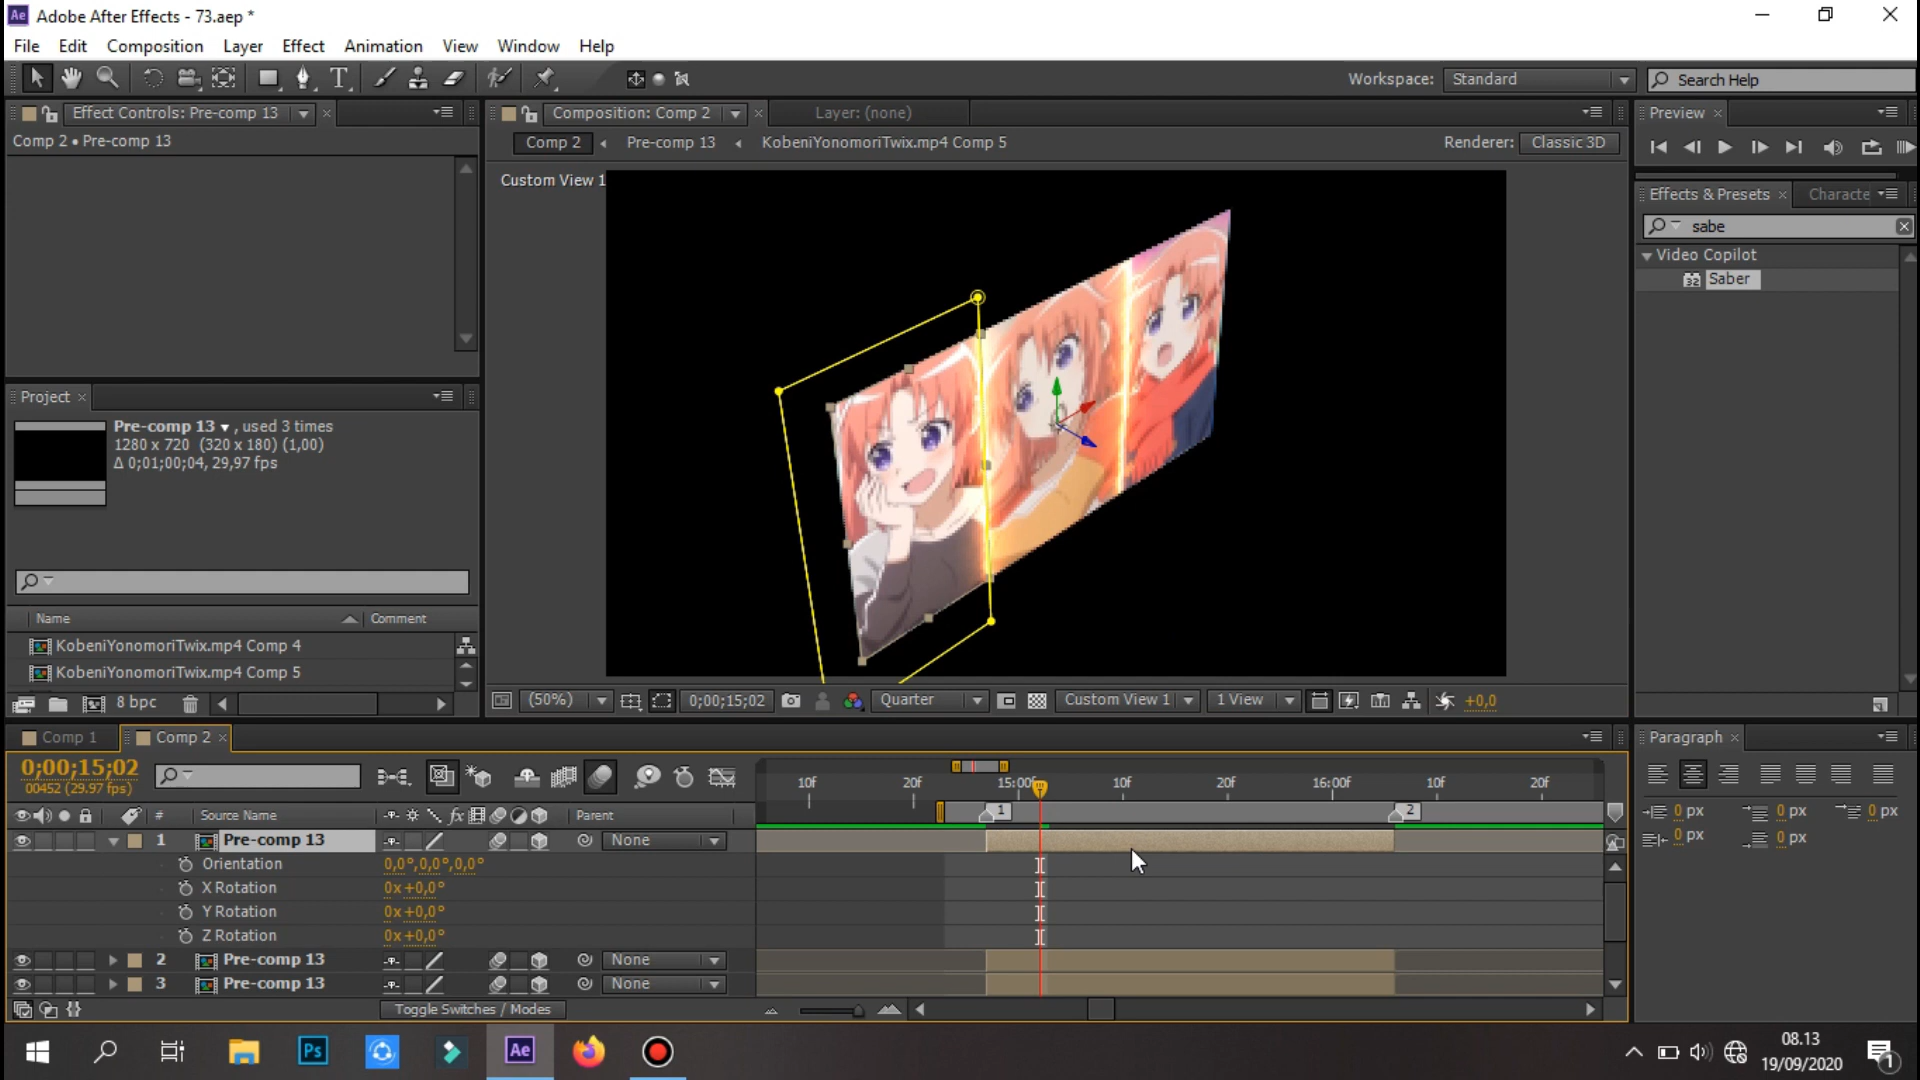 Ae Adobe After Effects - 73.aep *
File Edit Composition Layer Effect Animation View Window Help
Workspace: Standard Search Help
Effect Controls: Pre-comp 13
Comp 2 • Pre-comp 13
Composition: Comp 2 Layer: (none)
Comp 2 Pre-comp 13 KobeniYonomoriTwix.mp4 Comp 5 Renderer: Classic 3D
Custom View 1
Preview
Effects & Presets Characte
sabe
Video Copilot
32 Saber
Project
Pre-comp 13 , used 3 times
1280 x 720 (320 x 180) (1,00)
Δ 0;01;00;04, 29,97 fps
Name Comment
KobeniYonomoriTwix.mp4 Comp 4
KobeniYonomoriTwix.mp4 Comp 5
8 bpc
(50%) 0;00;15;02 Quarter Custom View 1 1 View +0,0
Comp 1 Comp 2
0;00;15;02
00452 (29.97 fps)
10f 20f 15:00f 10f 20f 16:00f 10f 20f
1 2
# Source Name fx Parent
1 Pre-comp 13 None
Orientation 0,0°,0,0°,0,0°
X Rotation 0x+0,0°
Y Rotation 0x+0,0°
Z Rotation 0x+0,0°
2 Pre-comp 13 None
3 Pre-comp 13 None
Toggle Switches / Modes
Paragraph
0 px 0 px 0 px
0 px 0 px
Ps Ae
08.13
19/09/2020
1